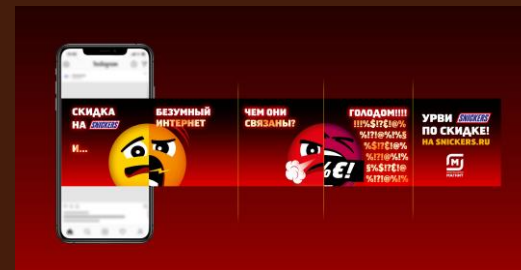 Instagram
СКИДКА
НА SNICKERS
И...
БЕЗУМНЫЙ
ИНТЕРНЕТ
ЧЕМ ОНИ
СВЯЗАНЫ?
ГОЛОДОМ!!!!
!!!%$!?£!@%
%!?!@%!%§
%$!?£!@%
%!?!@%!%
§%$!?£!@
%!?!@%!%
%€!
УРВИ SNICKERS
ПО СКИДКЕ!
НА SNICKERS.RU
МАГНИТ